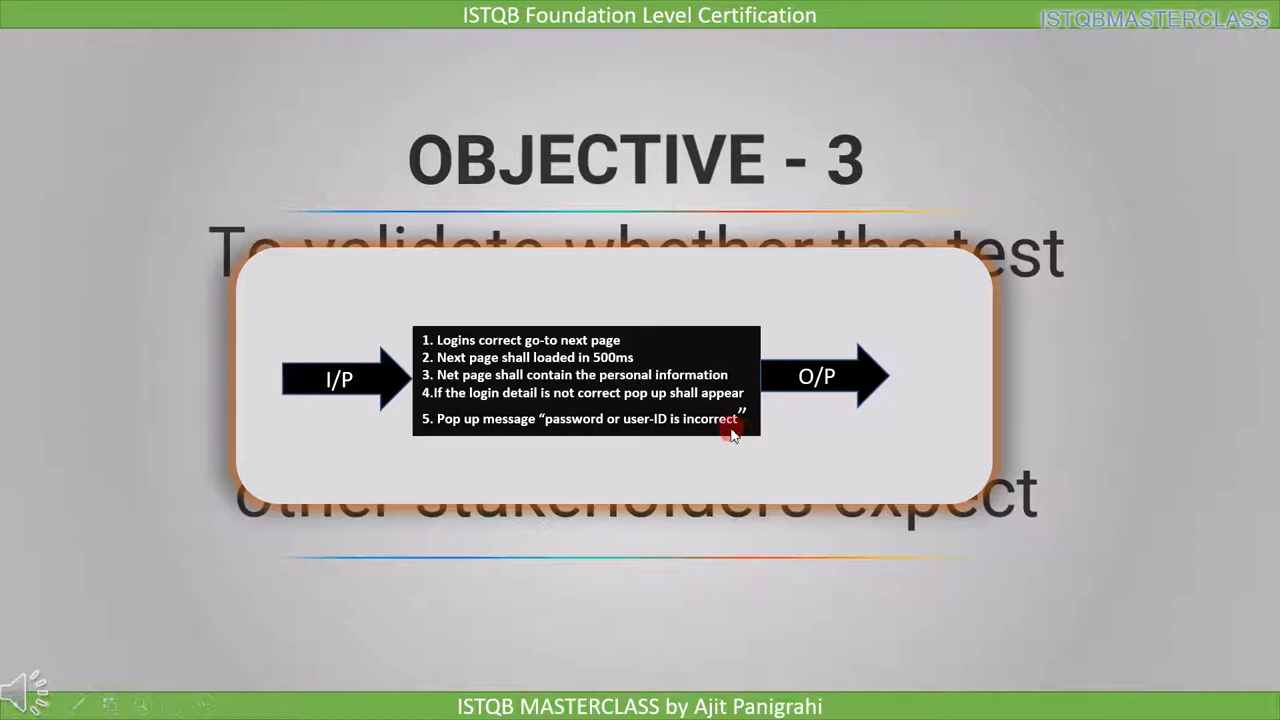 ISTQB Foundation Level Certification
ISTQBMASTERCLASS
OBJECTIVE - 3
To validate whether the test
I/P
1. Logins correct go-to next page
2. Next page shall loaded in 500ms
3. Net page shall contain the personal information
4.If the login detail is not correct pop up shall appear
5. Pop up message “password or user-ID is incorrect”
O/P
other stakeholders expect
ISTQB MASTERCLASS by Ajit Panigrahi